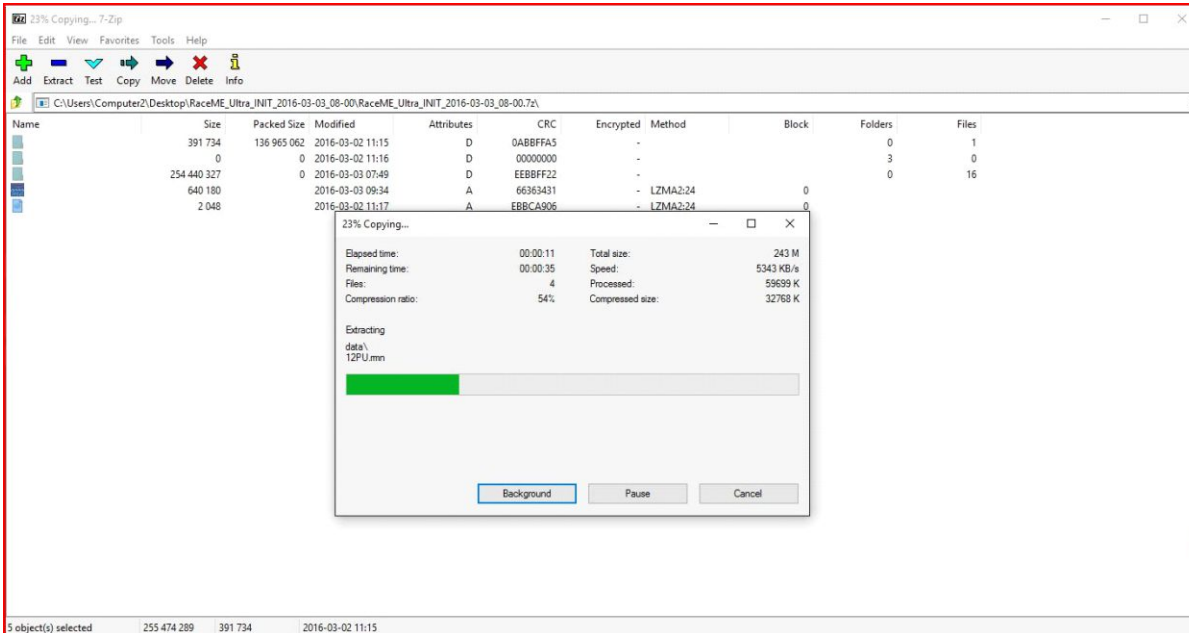 23% Copying... 7-Zip
File Edit View Favorites Tools Help
Add Extract Test Copy Move Delete Info
C:\Users\Computer2\Desktop\RaceME_Ultra_INIT_2016-03-03_08-00\RaceME_Ultra_INIT_2016-03-03_08-00.7z\
Name Size Packed Size Modified Attributes CRC Encrypted Method Block Folders Files
391 734 136 965 062 2016-03-02 11:15 D 0ABBFFA5 - 0 1
0 0 2016-03-02 11:16 D 00000000 - 3 0
254 440 327 0 2016-03-03 07:49 D EEBBFF22 - 0 16
640 180 2016-03-03 09:34 A 66363431 - LZMA2:24 0
2 048 2016-03-02 11:17 A EBBCA906 - LZMA2:24 0
23% Copying...
Elapsed time: 00:00:11 Total size: 243 M
Remaining time: 00:00:35 Speed: 5343 KB/s
Files: 4 Processed: 59699 K
Compression ratio: 54% Compressed size: 32768 K
Extracting
data\
12PU.mn
Background Pause Cancel
5 object(s) selected 255 474 289 391 734 2016-03-02 11:15